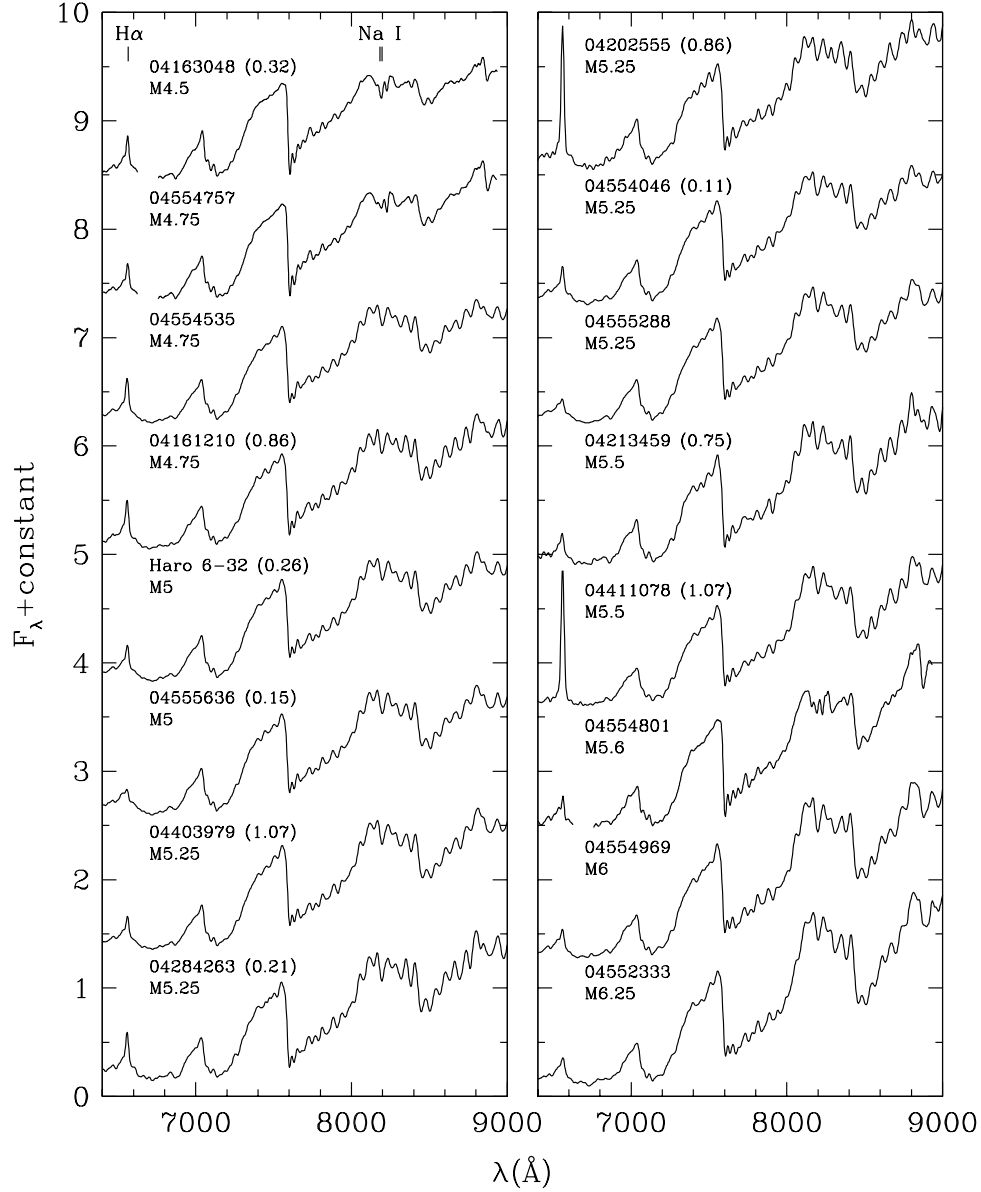 Hα
Na I
04163048 (0.32)
M4.5
04554757
M4.75
04554535
M4.75
04161210 (0.86)
M4.75
Haro 6−32 (0.26)
M5
04555636 (0.15)
M5
04403979 (1.07)
M5.25
04284263 (0.21)
M5.25
04202555 (0.86)
M5.25
04554046 (0.11)
M5.25
04555288
M5.25
04213459 (0.75)
M5.5
04411078 (1.07)
M5.5
04554801
M5.6
04554969
M6
04552333
M6.25
10
9
8
7
6
5
4
3
2
1
0
Fλ+constant
7000 8000 9000
7000 8000 9000
λ(Å)